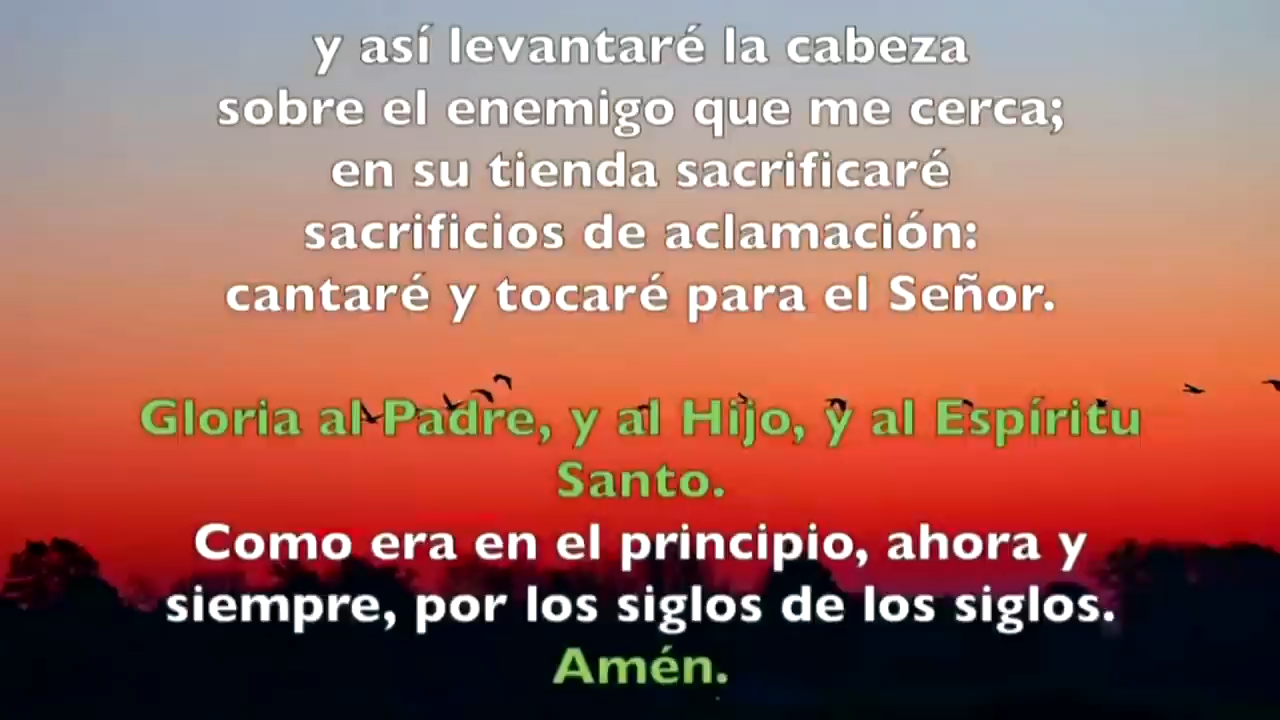 y así levantaré la cabeza
sobre el enemigo que me cerca;
en su tienda sacrificaré
sacrificios de aclamación:
cantaré y tocaré para el Señor.
Gloria al Padre, y al Hijo, y al Espíritu
Santo.
Como era en el principio, ahora y
siempre, por los siglos de los siglos.
Amén.